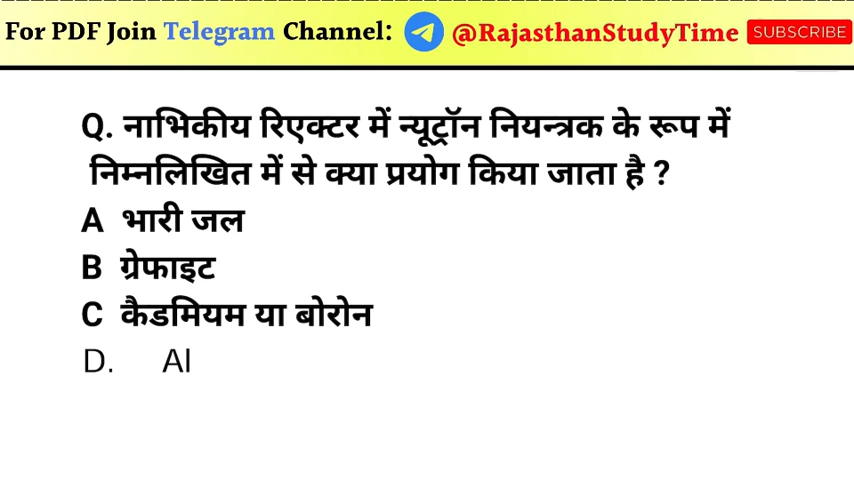 For PDF Join Telegram Channel: @RajasthanStudyTime SUBSCRIBE
Q. नाभिकीय रिएक्टर में न्यूट्रॉन नियन्त्रक के रूप में
निम्नलिखित में से क्या प्रयोग किया जाता है ?
A भारी जल
B ग्रेफाइट
C कैडमियम या बोरोन
D. Al